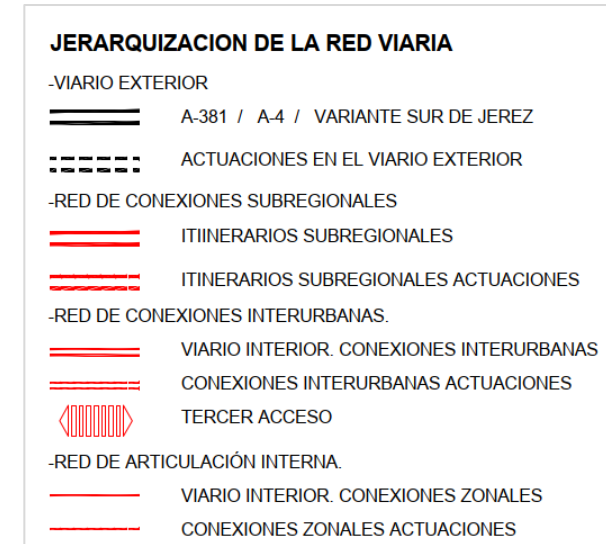 JERARQUIZACION DE LA RED VIARIA
-VIARIO EXTERIOR
A-381 / A-4 / VARIANTE SUR DE JEREZ
ACTUACIONES EN EL VIARIO EXTERIOR
-RED DE CONEXIONES SUBREGIONALES
ITIINERARIOS SUBREGIONALES
ITINERARIOS SUBREGIONALES ACTUACIONES
-RED DE CONEXIONES INTERURBANAS.
VIARIO INTERIOR. CONEXIONES INTERURBANAS
CONEXIONES INTERURBANAS ACTUACIONES
TERCER ACCESO
-RED DE ARTICULACIÓN INTERNA.
VIARIO INTERIOR. CONEXIONES ZONALES
CONEXIONES ZONALES ACTUACIONES